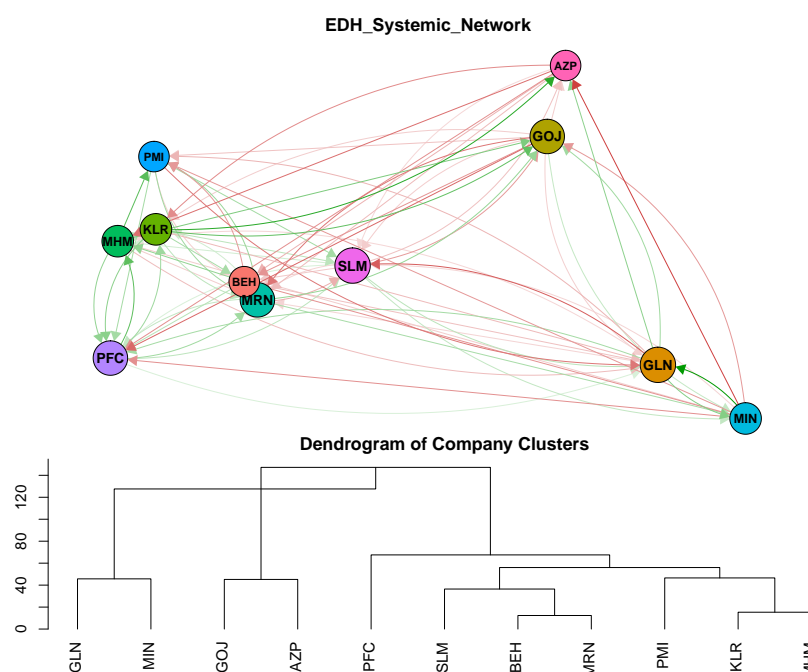 EDH_Systemic_Network
AZP
GOJ
PMI
KLR
MHM
SLM
BEH
MRN
PFC
GLN
MIN
Dendrogram of Company Clusters
0 40 80 120
GLN MIN GOJ AZP PFC SLM BEH MRN PMI KLR